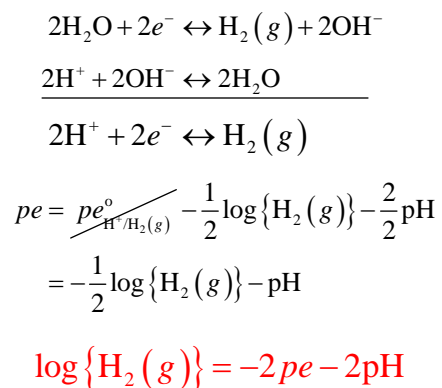 2H₂O + 2e⁻ ↔ H₂(g) + 2OH⁻
2H⁺ + 2OH⁻ ↔ 2H₂O
2H⁺ + 2e⁻ ↔ H₂(g)
pe = pe°_{H⁺/H₂(g)} − 1/2 log{H₂(g)} − 2/2 pH
= −1/2 log{H₂(g)} − pH
log{H₂(g)} = −2pe − 2pH